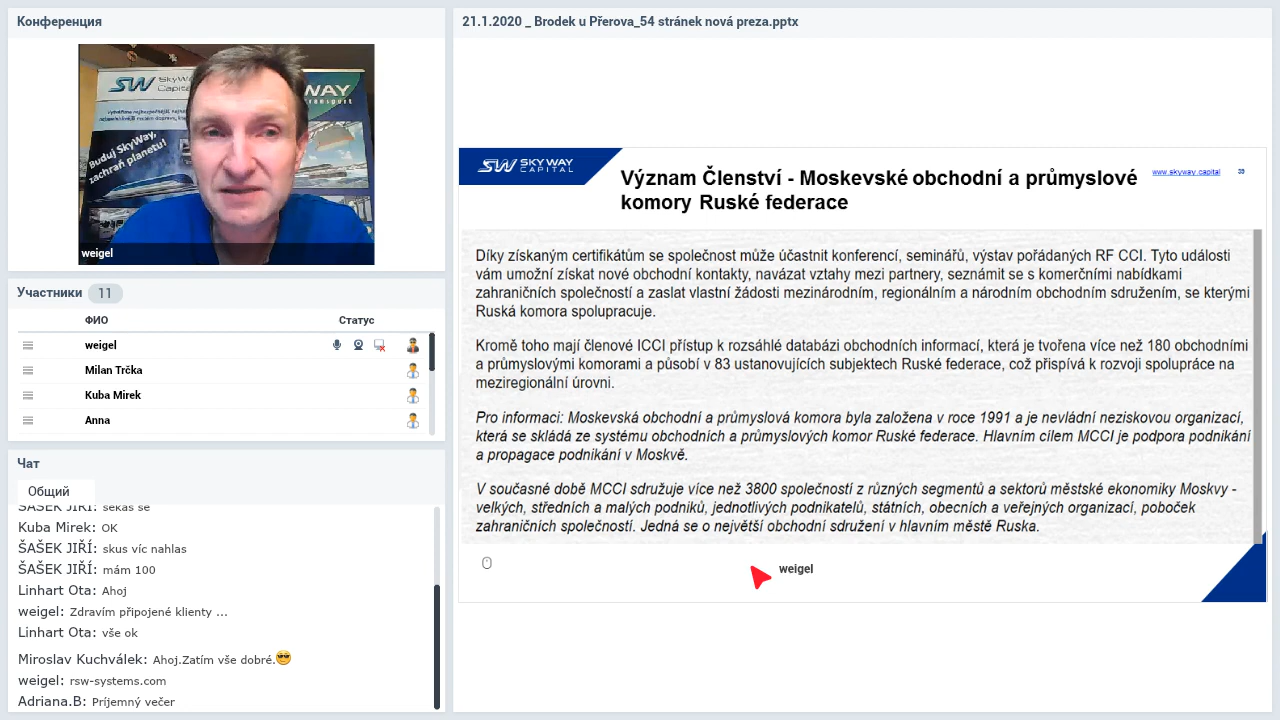 Конференция
SW
SkyWay
Capital
WAY
transport
Buduj SkyWay,
zachraň planetu!
weigel
Участники 11
ФИО Статус
weigel
Milan Trčka
Kuba Mirek
Anna
Чат
Общий
ŠAŠEK JIŘÍ: sekáš se
Kuba Mirek: OK
ŠAŠEK JIŘÍ: skus víc nahlas
ŠAŠEK JIŘÍ: mám 100
Linhart Ota: Ahoj
weigel: Zdravím připojené klienty ...
Linhart Ota: vše ok
Miroslav Kuchválek: Ahoj.Zatím vše dobré.
weigel: rsw-systems.com
Adriana.B: Príjemný večer
21.1.2020 _ Brodek u Přerova_54 stránek nová preza.pptx
SW SKY WAY
CAPITAL
Význam Členství - Moskevské obchodní a průmyslové
komory Ruské federace
www.skyway.capital
Díky získaným certifikátům se společnost může účastnit konferencí, seminářů, výstav pořádaných RF CCI. Tyto události
vám umožní získat nové obchodní kontakty, navázat vztahy mezi partnery, seznámit se s komerčními nabídkami
zahraničních společností a zaslat vlastní žádosti mezinárodním, regionálním a národním obchodním sdružením, se kterými
Ruská komora spolupracuje.
Kromě toho mají členové ICCI přístup k rozsáhlé databázi obchodních informací, která je tvořena více než 180 obchodními
a průmyslovými komorami a působí v 83 ustanovujících subjektech Ruské federace, což přispívá k rozvoji spolupráce na
meziregionální úrovni.
Pro informaci: Moskevská obchodní a průmyslová komora byla založena v roce 1991 a je nevládní neziskovou organizací,
která se skládá ze systému obchodních a průmyslových komor Ruské federace. Hlavním cílem MCCI je podpora podnikání
a propagace podnikání v Moskvě.
V současné době MCCI sdružuje více než 3800 společností z různých segmentů a sektorů městské ekonomiky Moskvy -
velkých, středních a malých podniků, jednotlivých podnikatelů, státních, obecních a veřejných organizací, poboček
zahraničních společností. Jedná se o největší obchodní sdružení v hlavním městě Ruska.
weigel